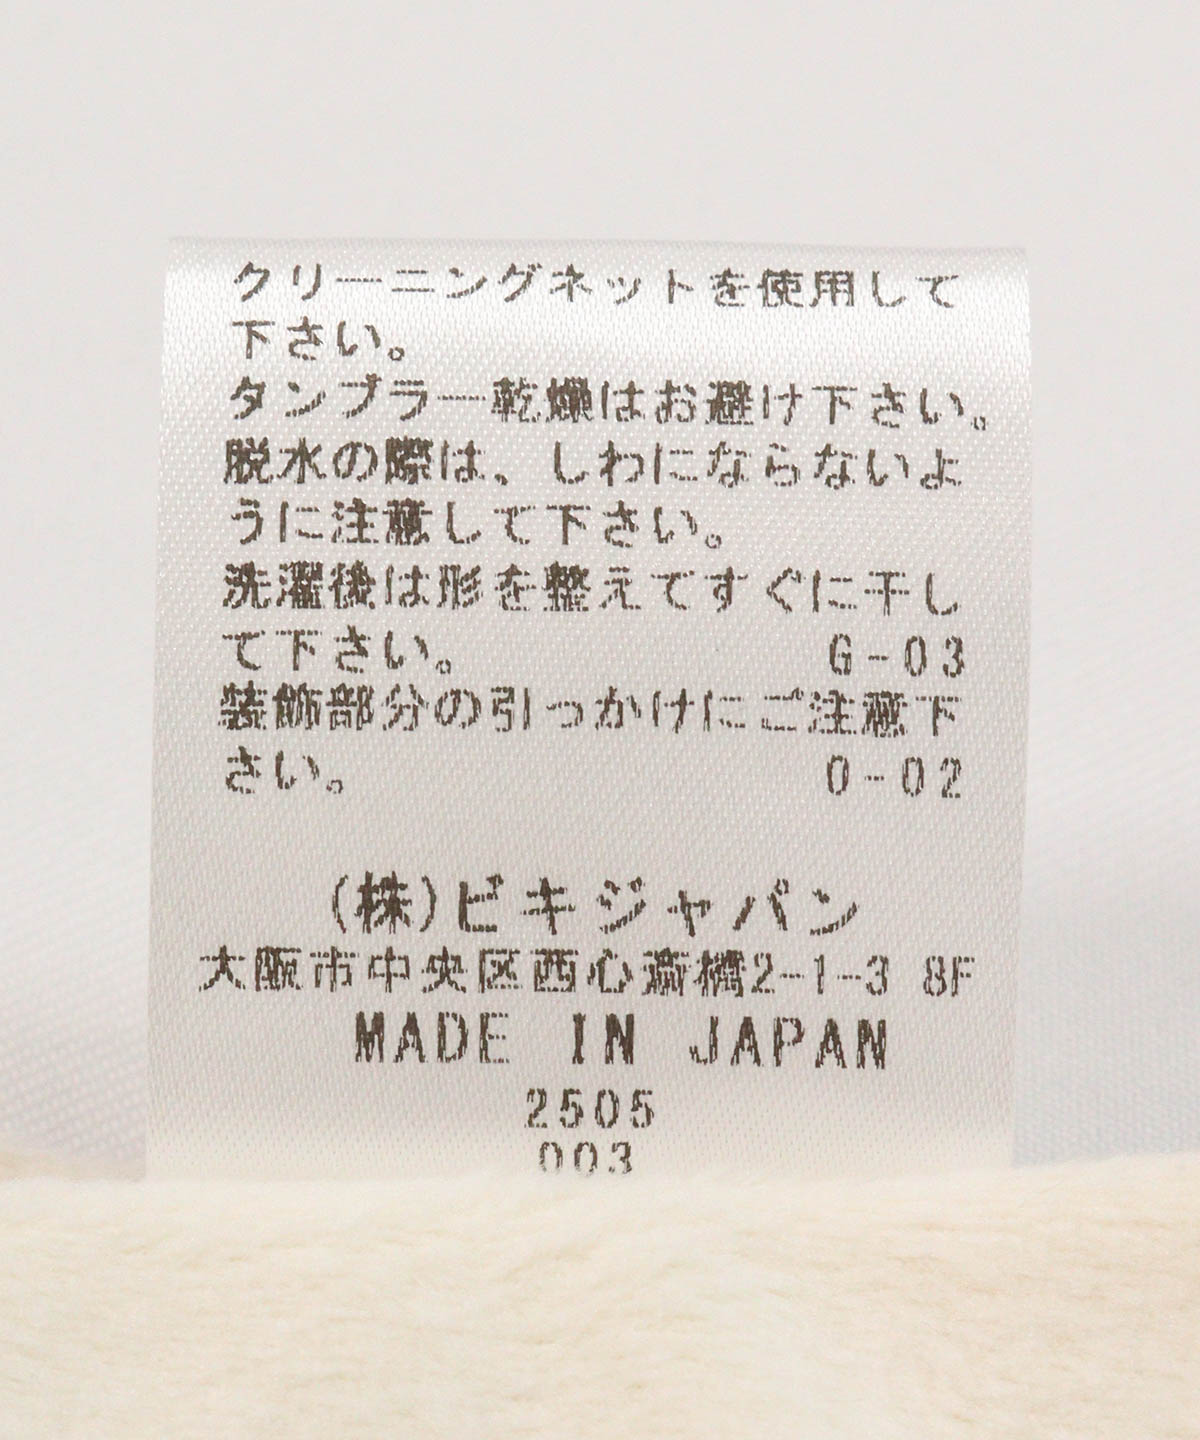 クリーニングネットを使用して
下さい。
タンブラー乾燥はお避け下さい。
脱水の際は、しわにならないよ
うに注意して下さい。
洗濯後は形を整えてすぐに干し
て下さい。 G-03
装飾部分の引っかけにご注意下
さい。 0-02
(株)ビキジャパン
大阪市中央区西心斎橋2-1-3 8F
MADE IN JAPAN
2505
003